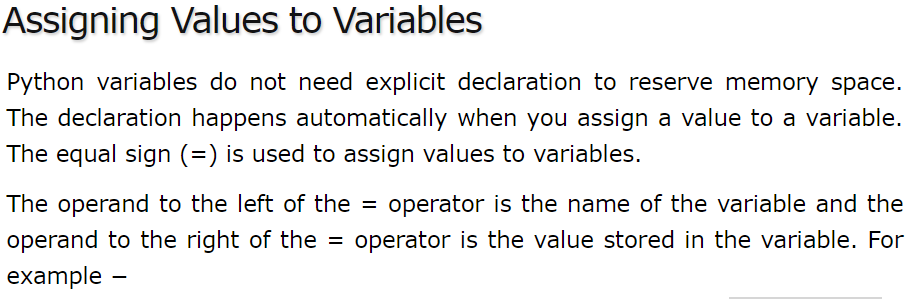 Assigning Values to Variables
Python variables do not need explicit declaration to reserve memory space.
The declaration happens automatically when you assign a value to a variable.
The equal sign (=) is used to assign values to variables.
The operand to the left of the = operator is the name of the variable and the
operand to the right of the = operator is the value stored in the variable. For
example −